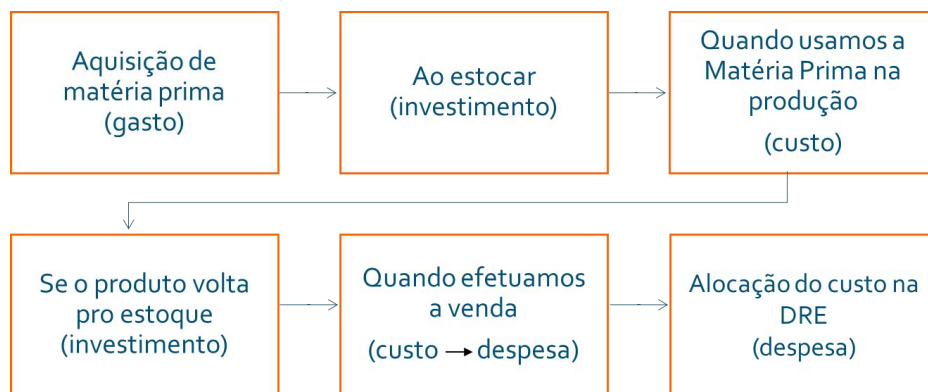 Aquisição de
matéria prima
(gasto)
Ao estocar
(investimento)
Quando usamos a
Matéria Prima na
produção
(custo)
Se o produto volta
pro estoque
(investimento)
Quando efetuamos
a venda
(custo → despesa)
Alocação do custo na
DRE
(despesa)